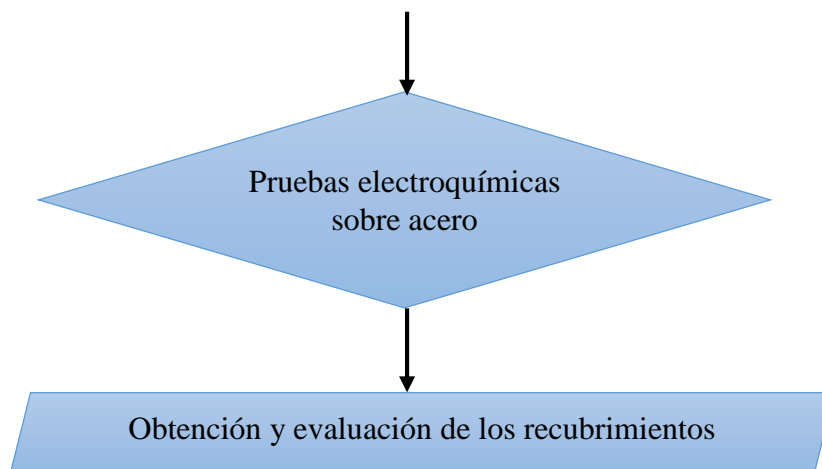 Pruebas electroquímicas
sobre acero
Obtención y evaluación de los recubrimientos